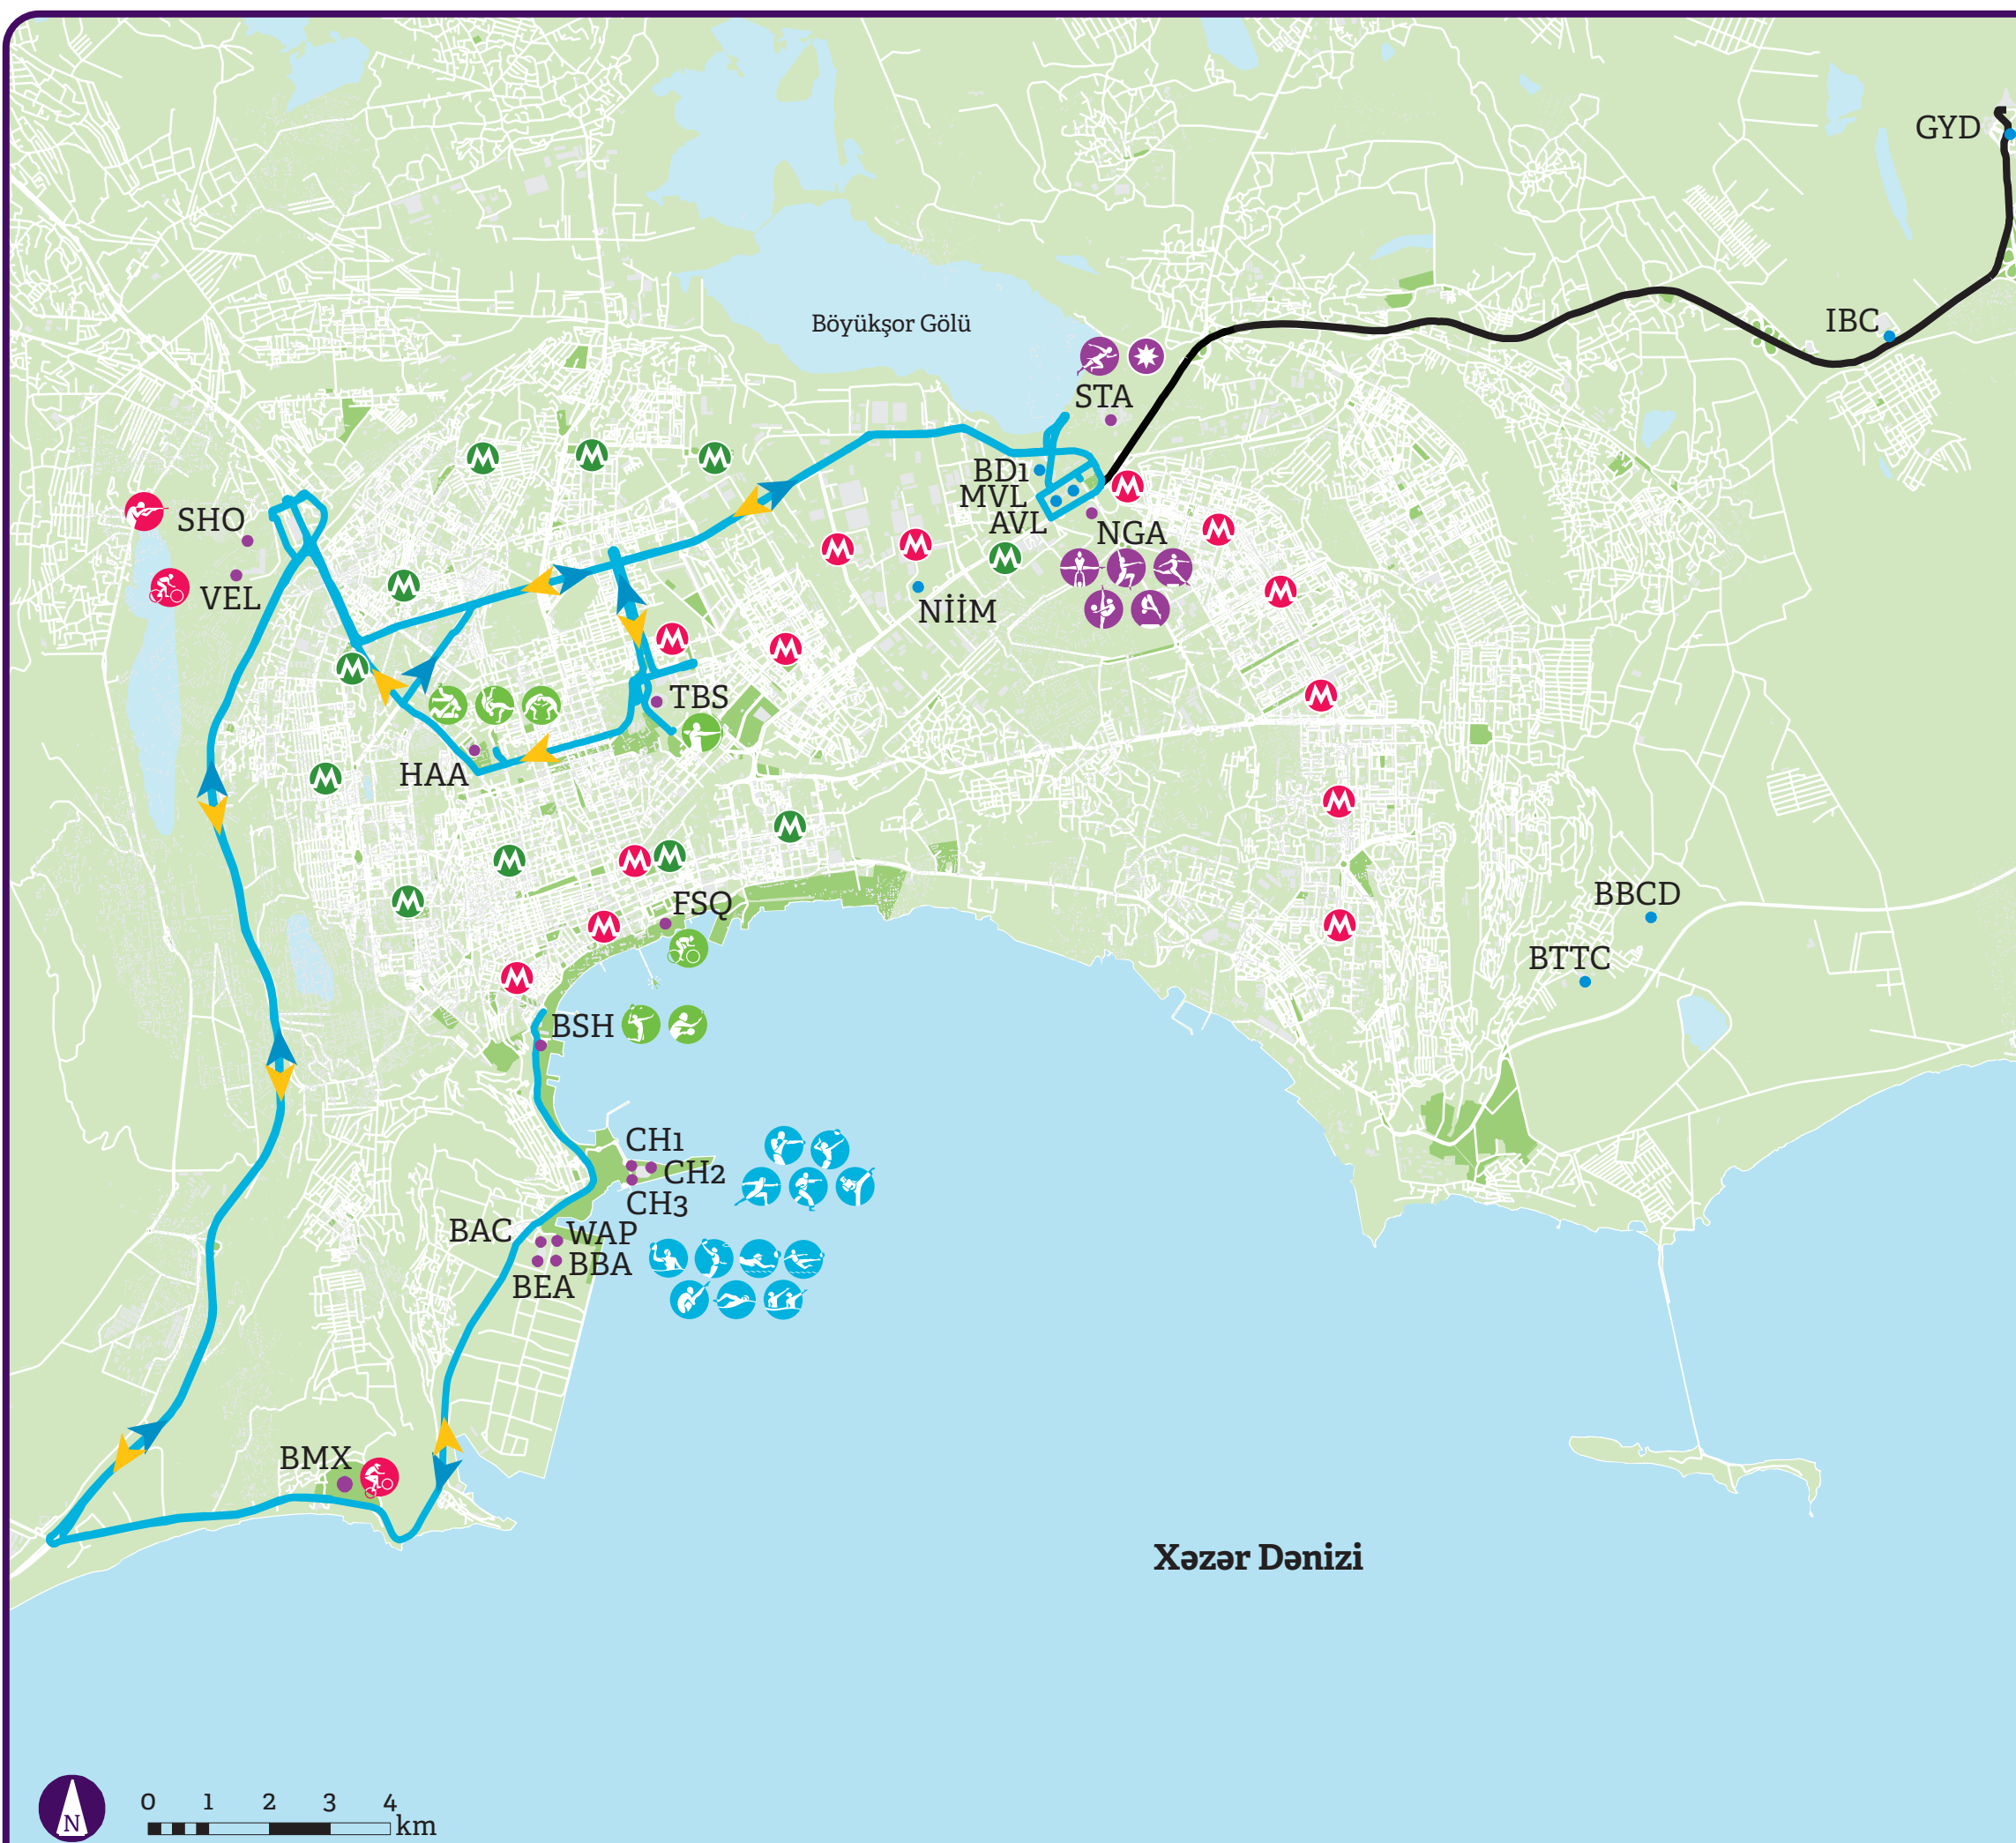 GYD
IBC
Böyükşor Gölü
STA
BD1
MVL
AVL
NGA
SHO
VEL
NİİM
TBS
HAA
FSQ
BBCD
BTTC
BSH
CH1
CH2
CH3
BAC
WAP
BBA
BEA
BMX
Xəzər Dənizi
N
0 1 2 3 4
km